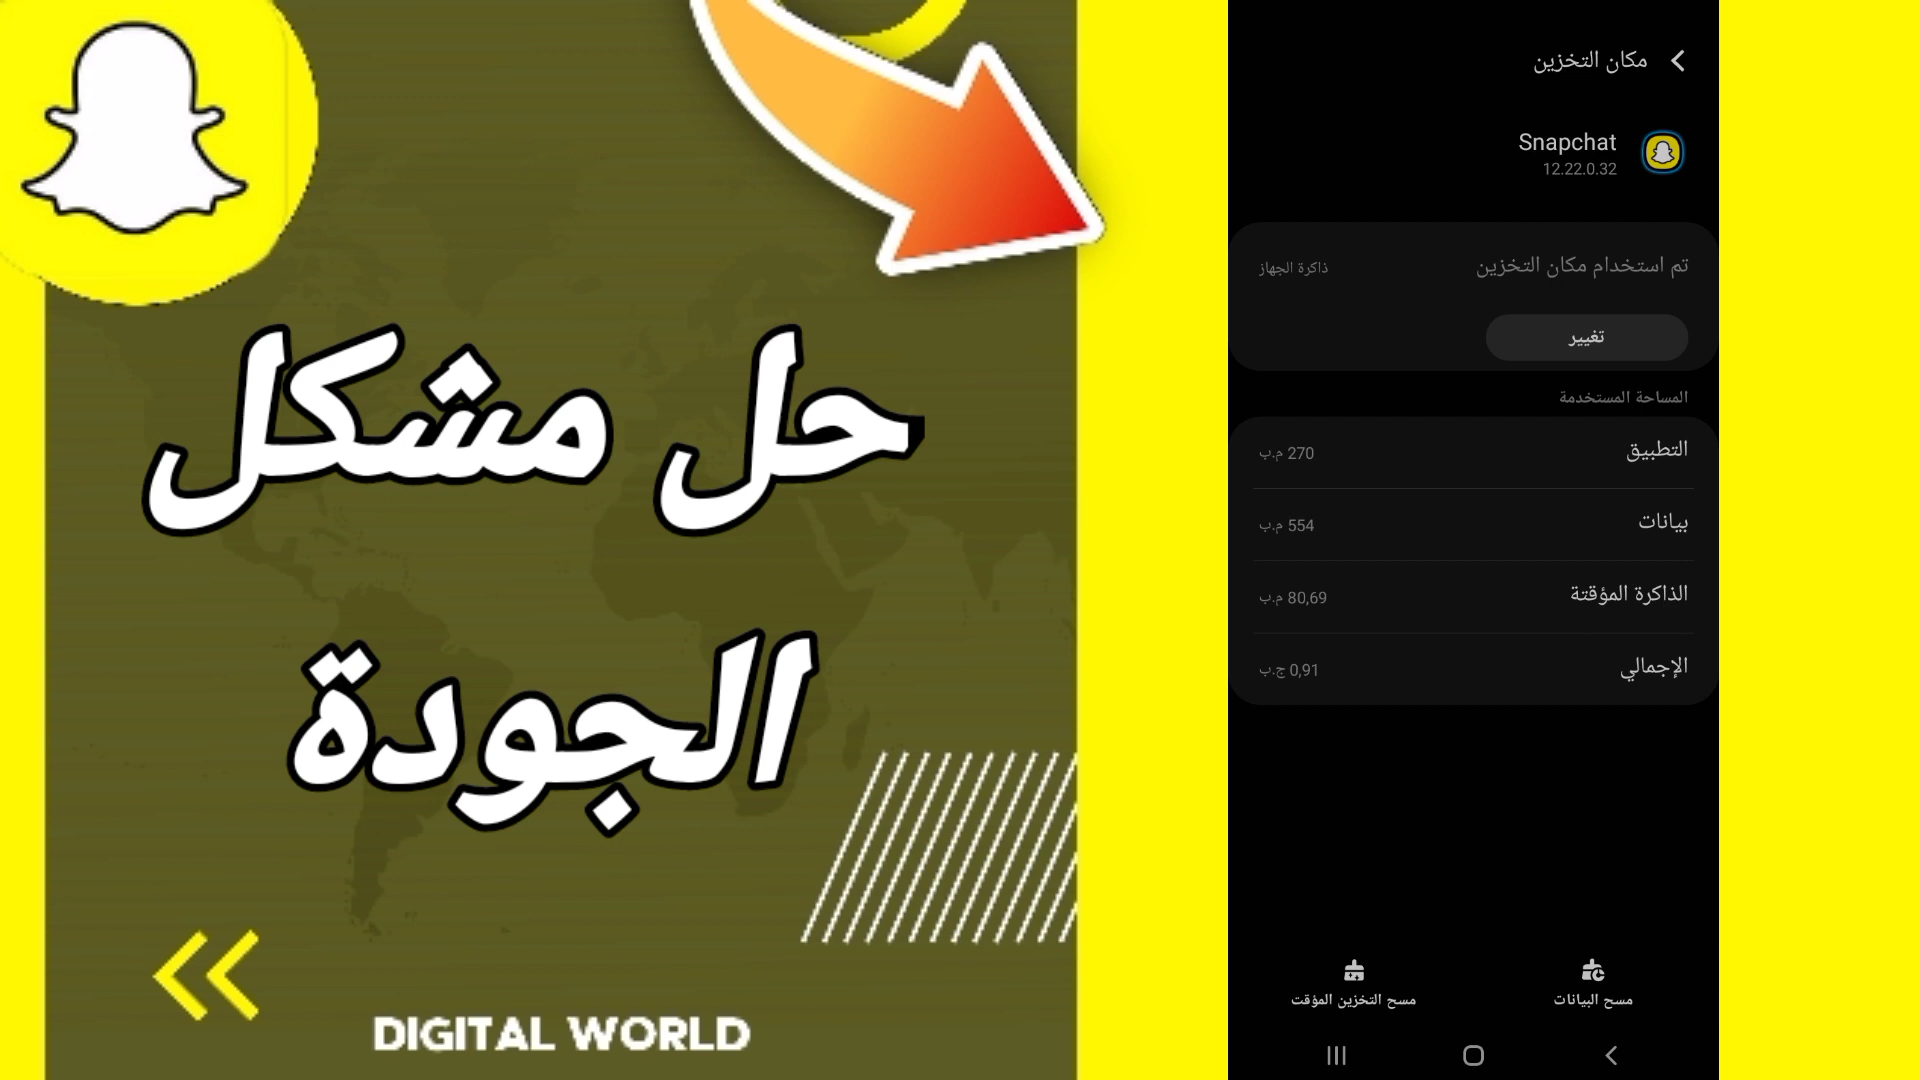 حل مشكل
الجودة
DIGITAL WORLD
مكان التخزين
Snapchat
12.22.0.32
تم استخدام مكان التخزين
ذاكرة الجهاز
تغيير
المساحة المستخدمة
التطبيق
270 م.ب
بيانات
554 م.ب
الذاكرة المؤقتة
80,69 م.ب
الإجمالي
0,91 ج.ب
مسح البيانات
مسح التخزين المؤقت